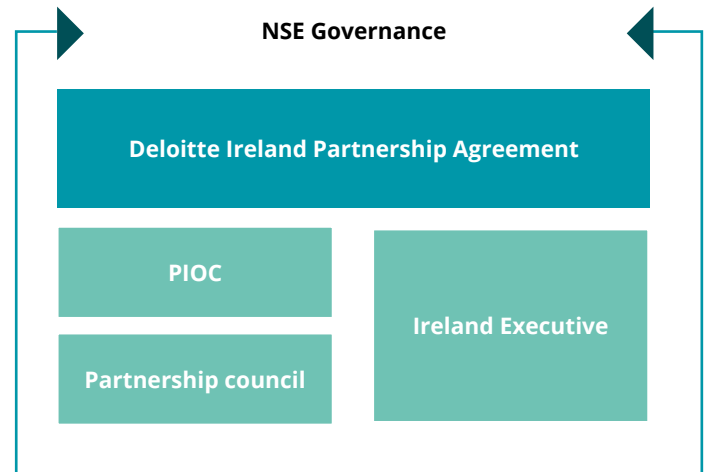 NSE Governance
Deloitte Ireland Partnership Agreement
PIOC
Partnership council
Ireland Executive